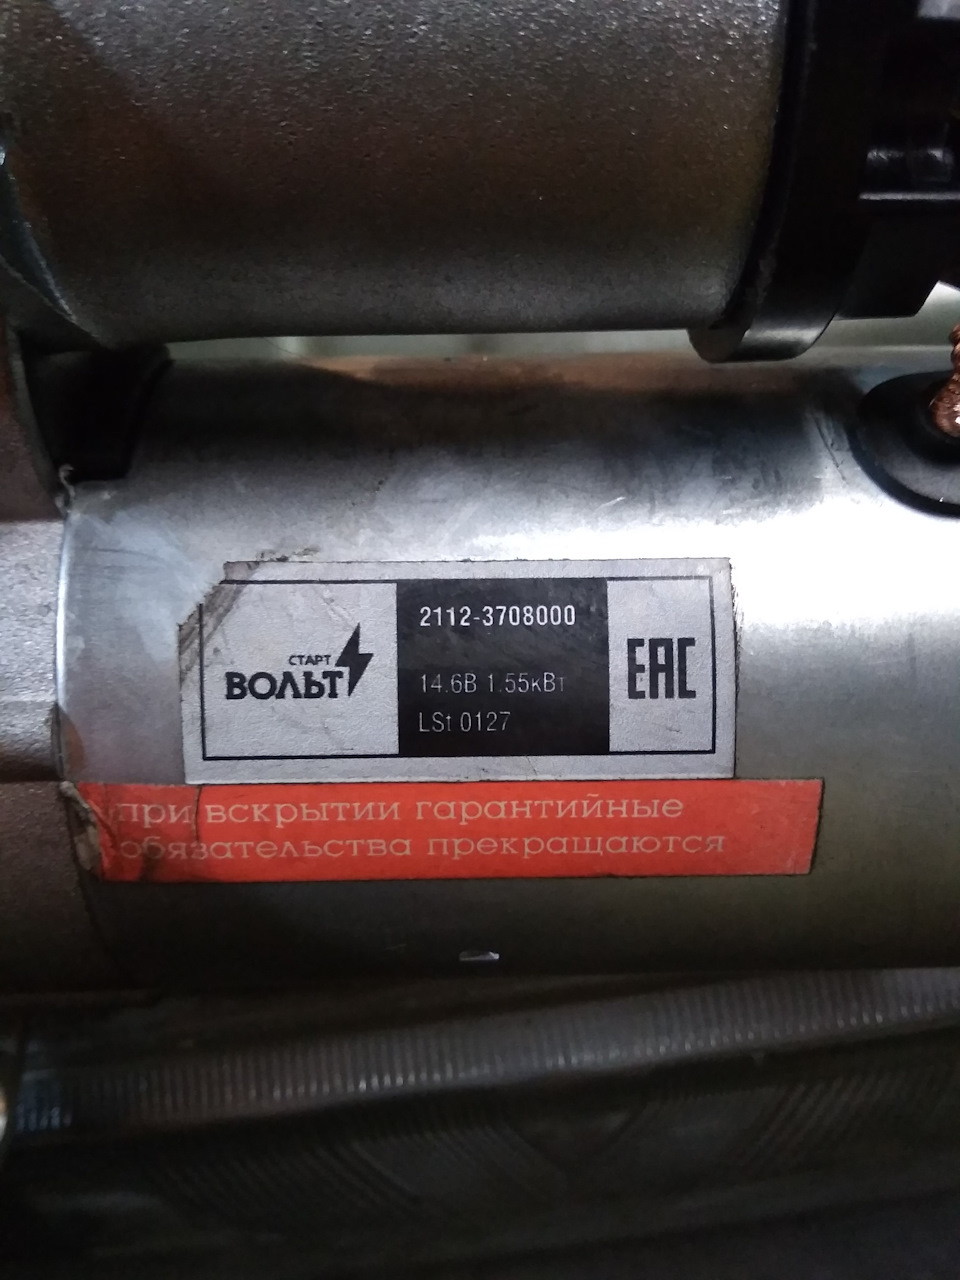 СТАРТ
ВОЛЬТ
2112-3708000
14.6В 1.55кВт
LSt 0127
ЕАС
при вскрытии гарантийные
обязательства прекращаются